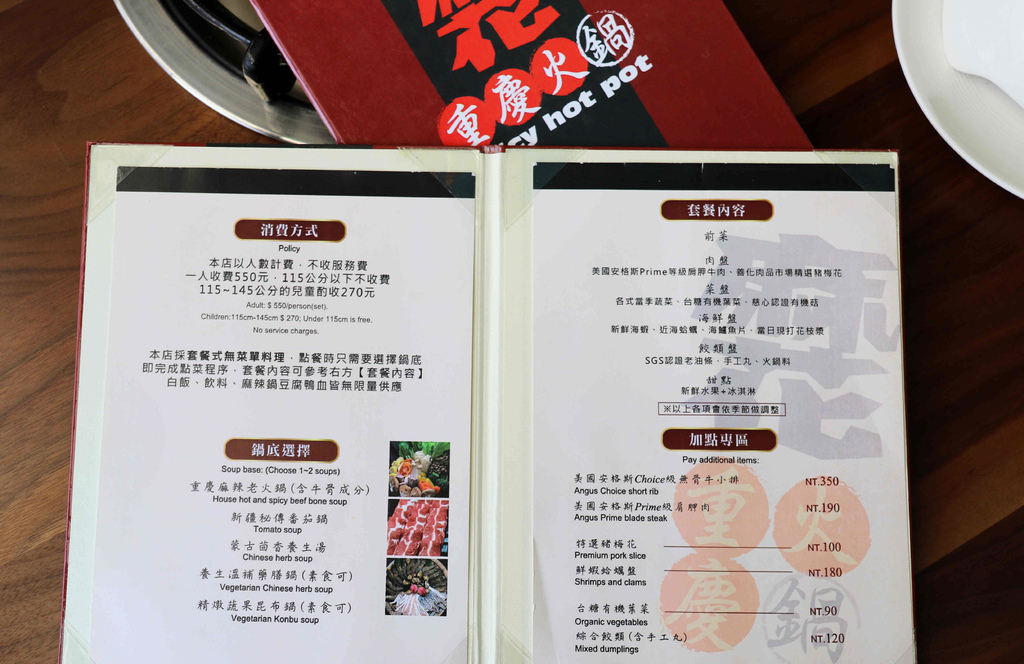 花
重慶火鍋
cy hot pot
消費方式
Policy
本店以人數計費，不收服務費
一人收費550元，115公分以下不收費
115~145公分的兒童酌收270元
Adult: $ 550/person(set).
Children:115cm-145cm $ 270; Under 115cm is free.
No service charges.
本店採套餐式無菜單料理，點餐時只需要選擇鍋底
即完成點菜程序，套餐內容可參考右方【套餐內容】
白飯、飲料、麻辣鍋豆腐鴨血皆無限量供應
鍋底選擇
Soup base: (Choose 1~2 soups)
重慶麻辣老火鍋(含牛骨成分)
House hot and spicy beef bone soup
新疆秘傳番茄鍋
Tomato soup
蒙古茴香養生湯
Chinese herb soup
養生溫補藥膳鍋(素食可)
Vegetarian Chinese herb soup
精燉蔬果昆布鍋(素食可)
Vegetarian Konbu soup
套餐內容
前菜
肉盤
美國安格斯Prime等級肩胛牛肉、善化肉品市場精選豬梅花
菜盤
各式當季蔬菜、台糖有機葉菜、慈心認證有機菇
海鮮盤
新鮮海蝦、近海蛤蠣、海鱸魚片、當日現打花枝漿
餃類盤
SGS認證老油條、手工丸、火鍋料
甜點
新鮮水果+冰淇淋
※以上各項會依季節做調整
加點專區
Pay additional items:
美國安格斯Choice級無骨牛小排 NT.350
Angus Choice short rib
美國安格斯Prime級肩胛肉 NT.190
Angus Prime blade steak
特選豬梅花 NT.100
Premium pork slice
鮮蝦蛤蠣盤 NT.180
Shrimps and clams
台糖有機葉菜 NT.90
Organic vegetables
綜合餃類(含手工丸) NT.120
Mixed dumplings
重慶火鍋